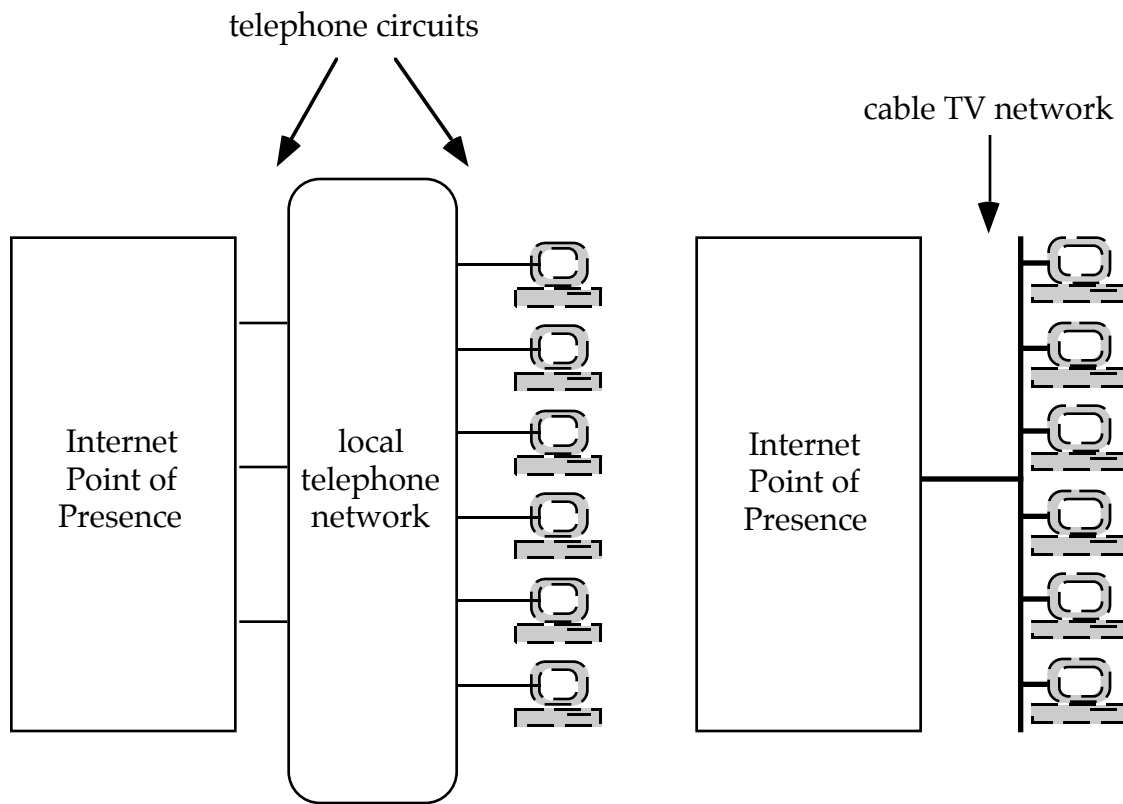 telephone circuits
cable TV network
Internet
Point of
Presence
local
telephone
network
Internet
Point of
Presence